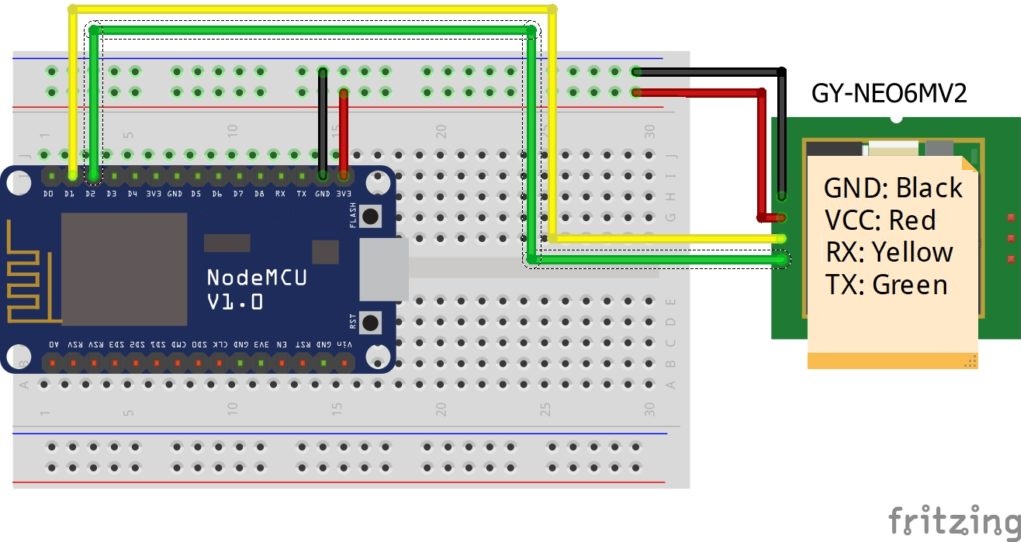 GY-NEO6MV2
GND: Black
VCC: Red
RX: Yellow
TX: Green
1 5 10 15 20 25 30
J
I
H
G
F
J
I
H
G
F
D0 D1 D2 D3 D4 3V3 GND D5 D6 D7 D8 RX TX GND 3V3
FLASH
NodeMCU
V1.0
RST
A0 RSV RSV SD3 SD2 SD1 CMD SD0 CLK GND 3V3 EN RST GND Vin
E
D
C
B
A
B
A
1 5 10 15 20 25 30
fritzing